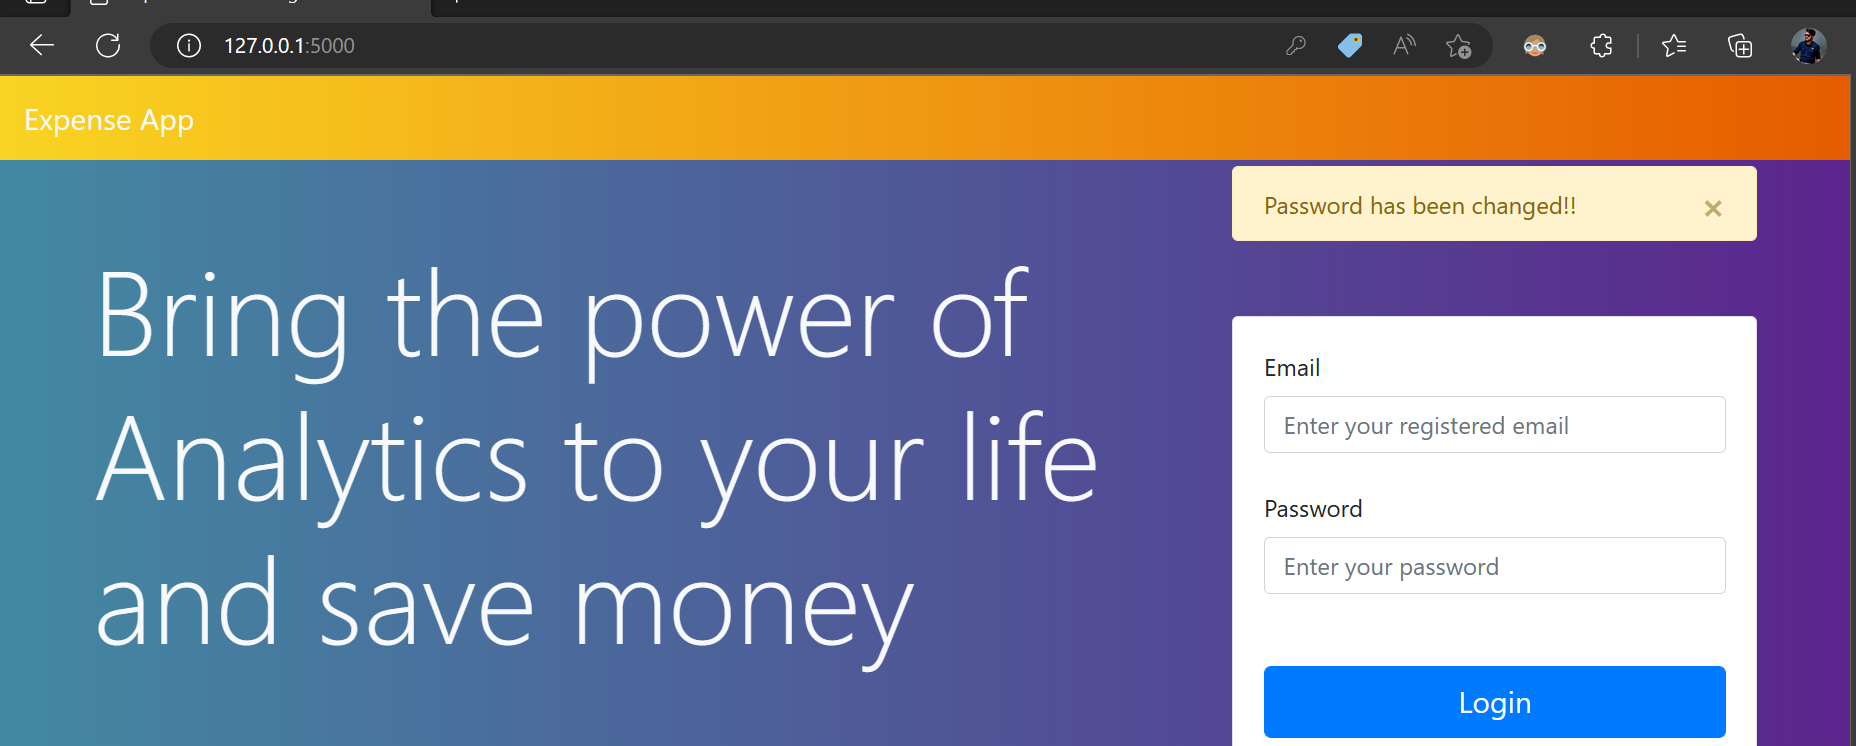 127.0.0.1:5000
Expense App
Password has been changed!!
×
Bring the power of
Analytics to your life
and save money
Email
Enter your registered email
Password
Enter your password
Login